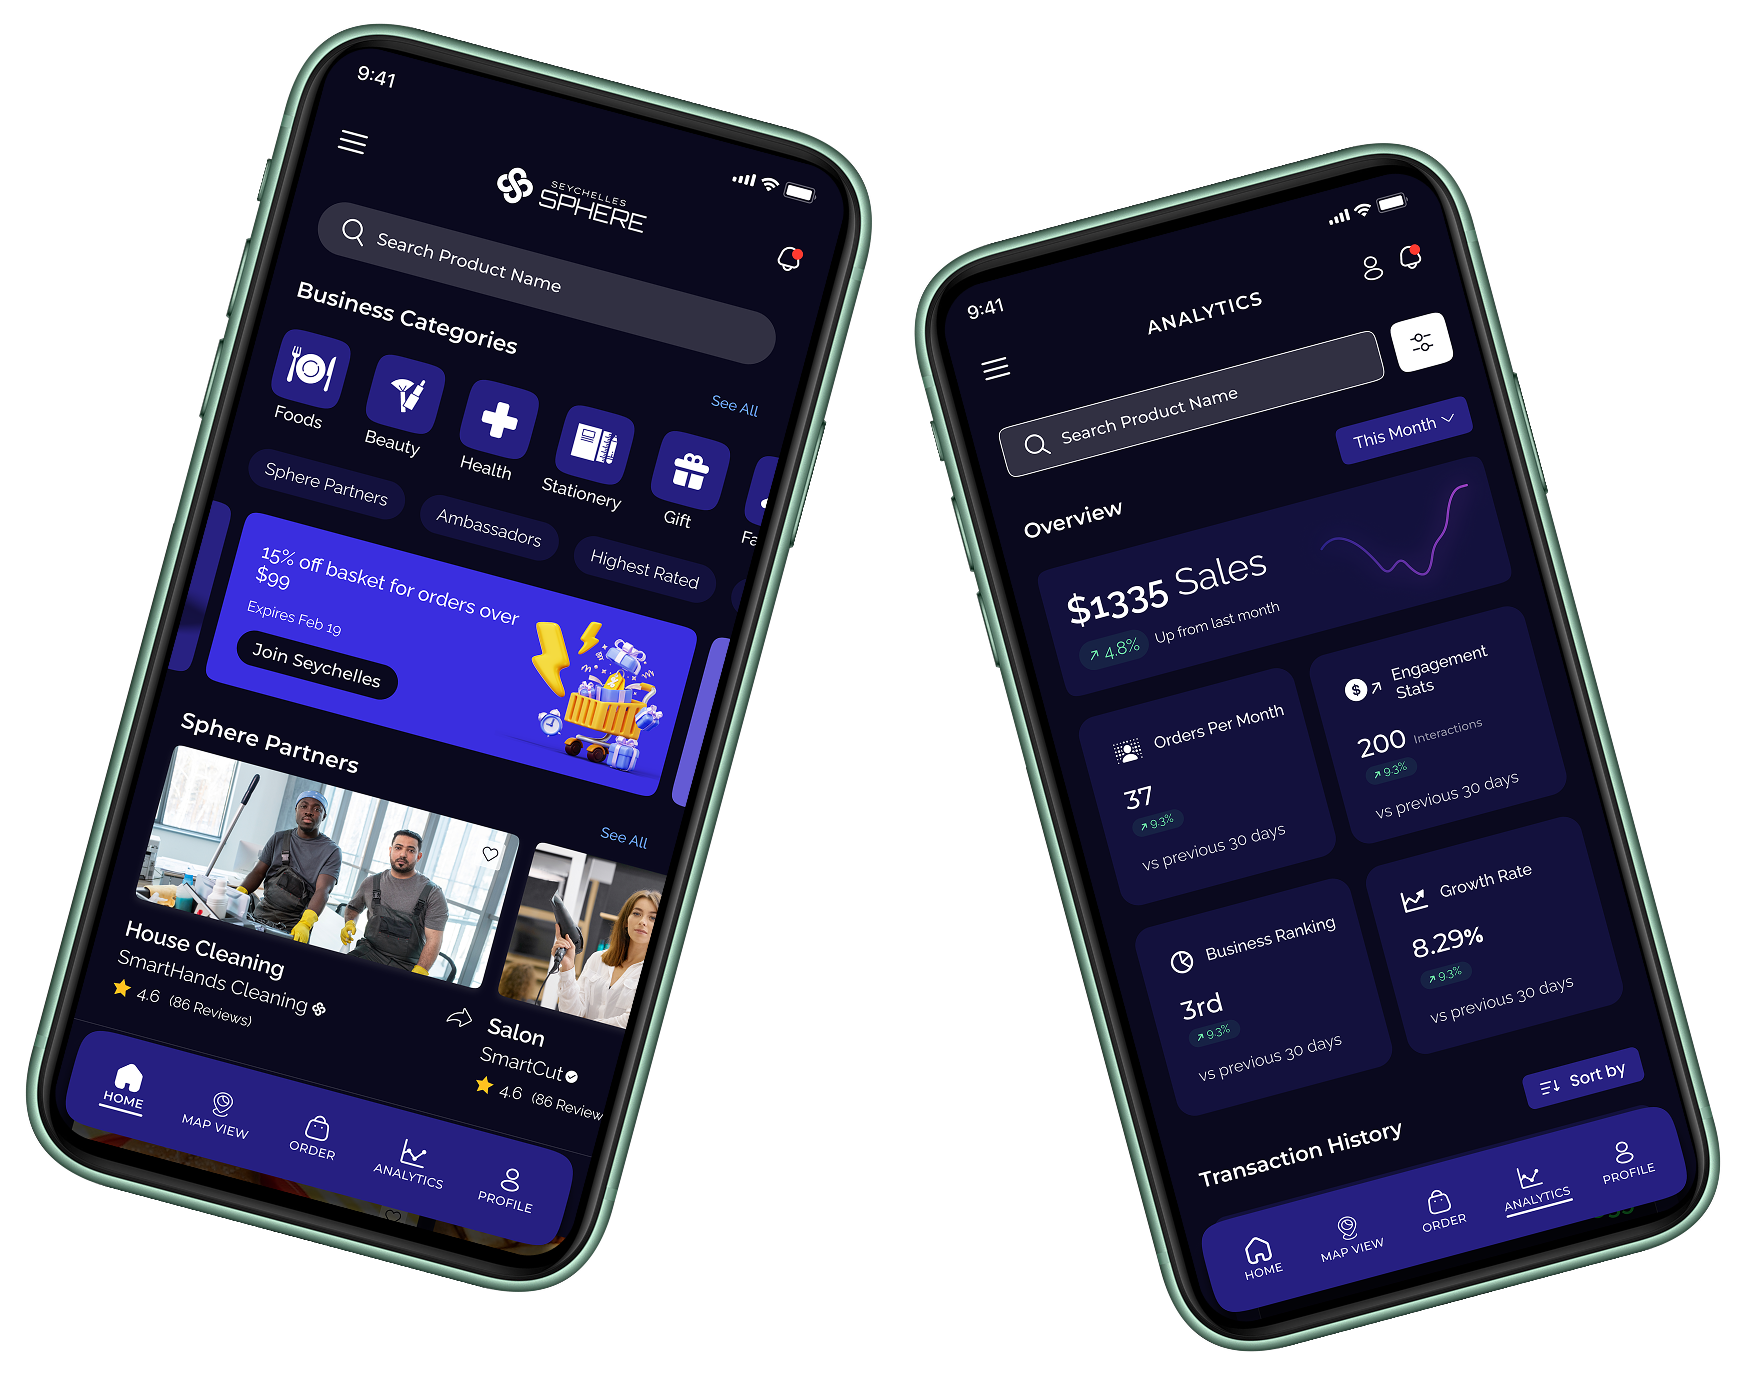 9:41
SEYCHELLES
SPHERE
Search Product Name
Business Categories
See All
Foods
Beauty
Health
Stationery
Gift
Fa
Sphere Partners
Ambassadors
Highest Rated
15% off basket for orders over
$99
Expires Feb 19
Join Seychelles
Sphere Partners
See All
House Cleaning
SmartHands Cleaning
4.6 (86 Reviews)
Salon
SmartCut
4.6 (86 Review
HOME
MAP VIEW
ORDER
ANALYTICS
PROFILE
9:41
ANALYTICS
Search Product Name
This Month
Overview
$1335 Sales
4.8% Up from last month
Orders Per Month
37
9.3%
vs previous 30 days
Engagement
Stats
200 Interactions
9.3%
vs previous 30 days
Business Ranking
3rd
9.3%
vs previous 30 days
Growth Rate
8.29%
9.3%
vs previous 30 days
Sort by
Transaction History
HOME
MAP VIEW
ORDER
ANALYTICS
PROFILE